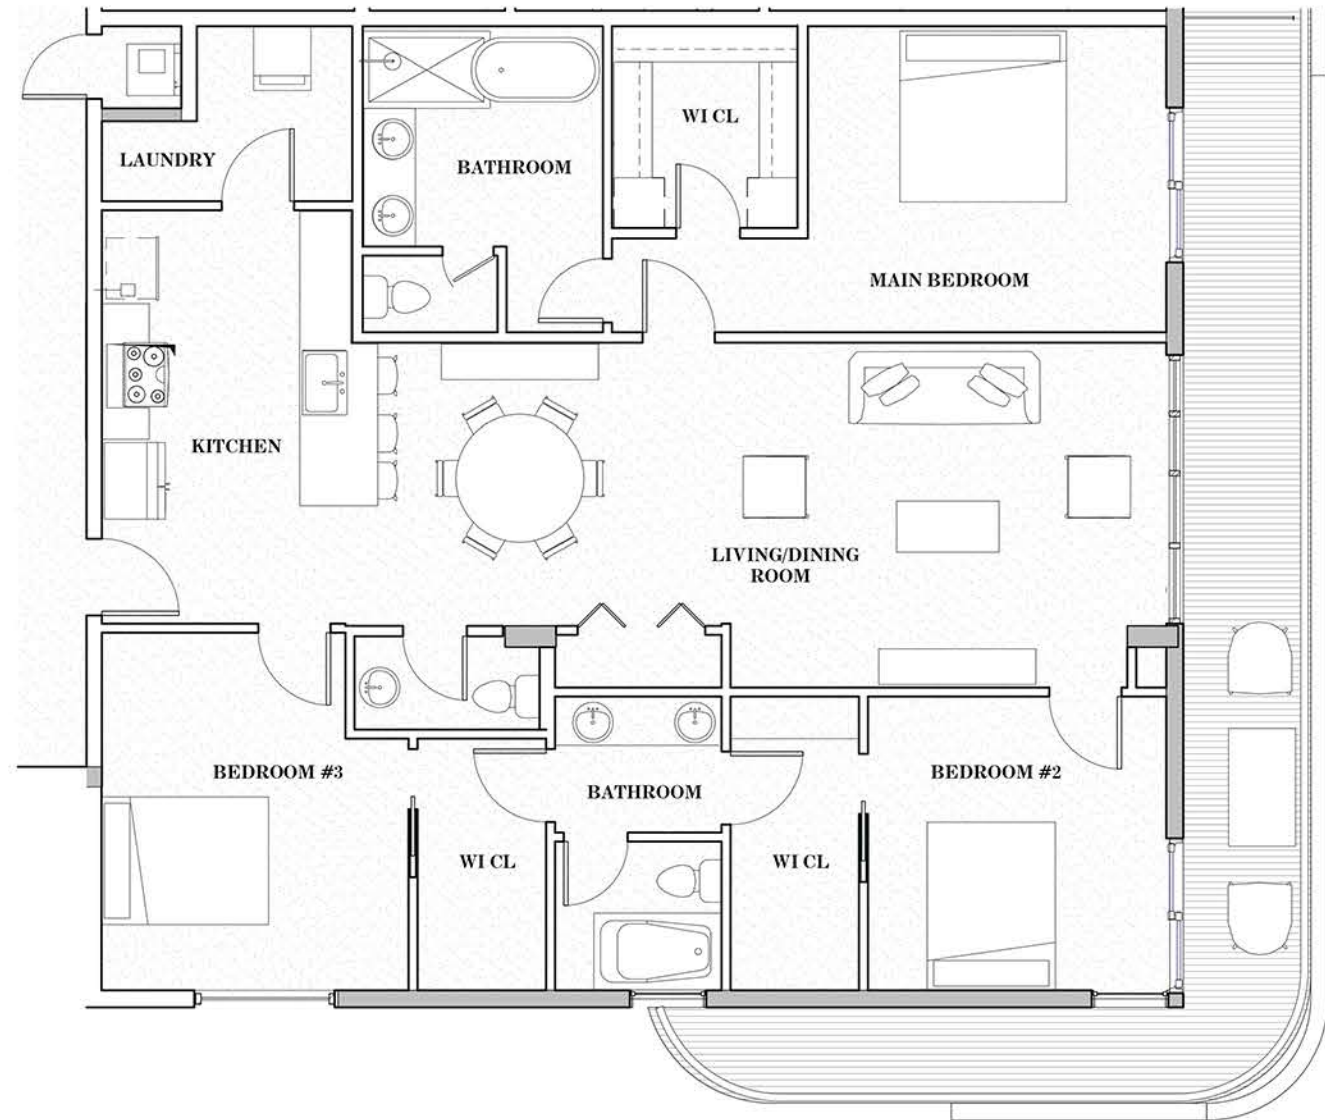 WI CL
LAUNDRY
BATHROOM
MAIN BEDROOM
KITCHEN
LIVING/DINING
ROOM
BEDROOM #3
BATHROOM
BEDROOM #2
WI CL
WI CL